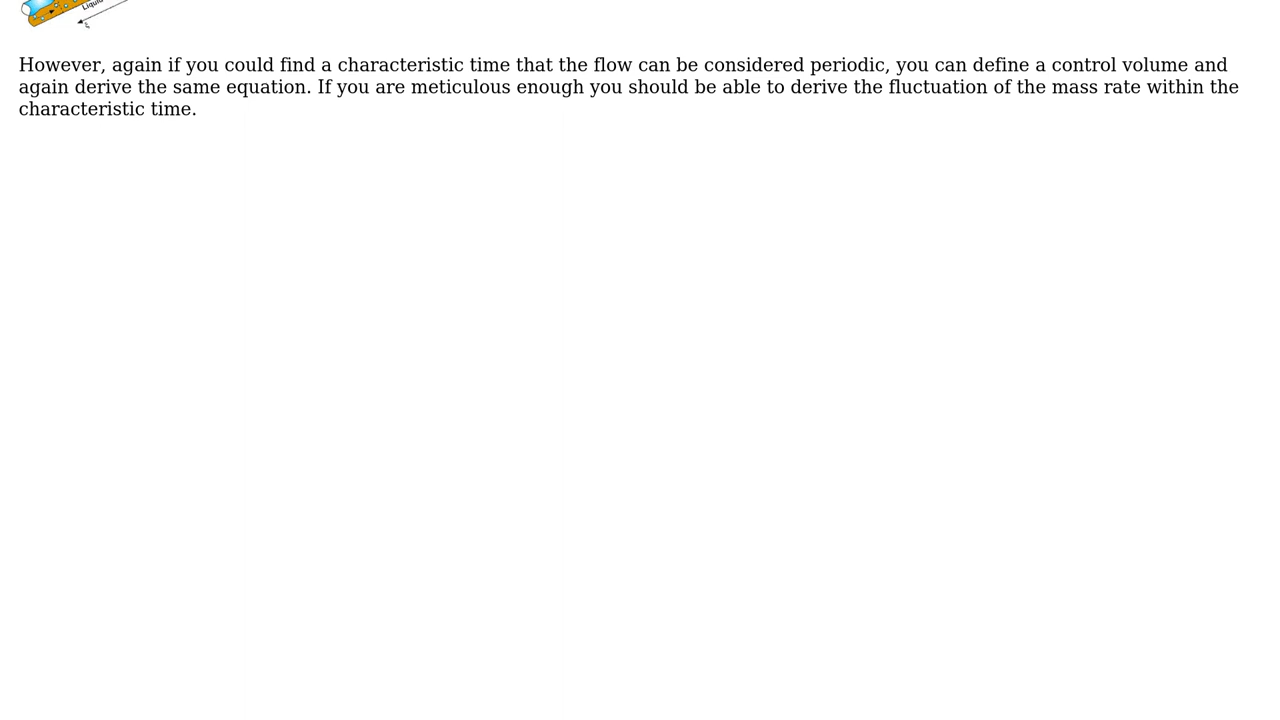 Liquid
However, again if you could find a characteristic time that the flow can be considered periodic, you can define a control volume and
again derive the same equation. If you are meticulous enough you should be able to derive the fluctuation of the mass rate within the
characteristic time.